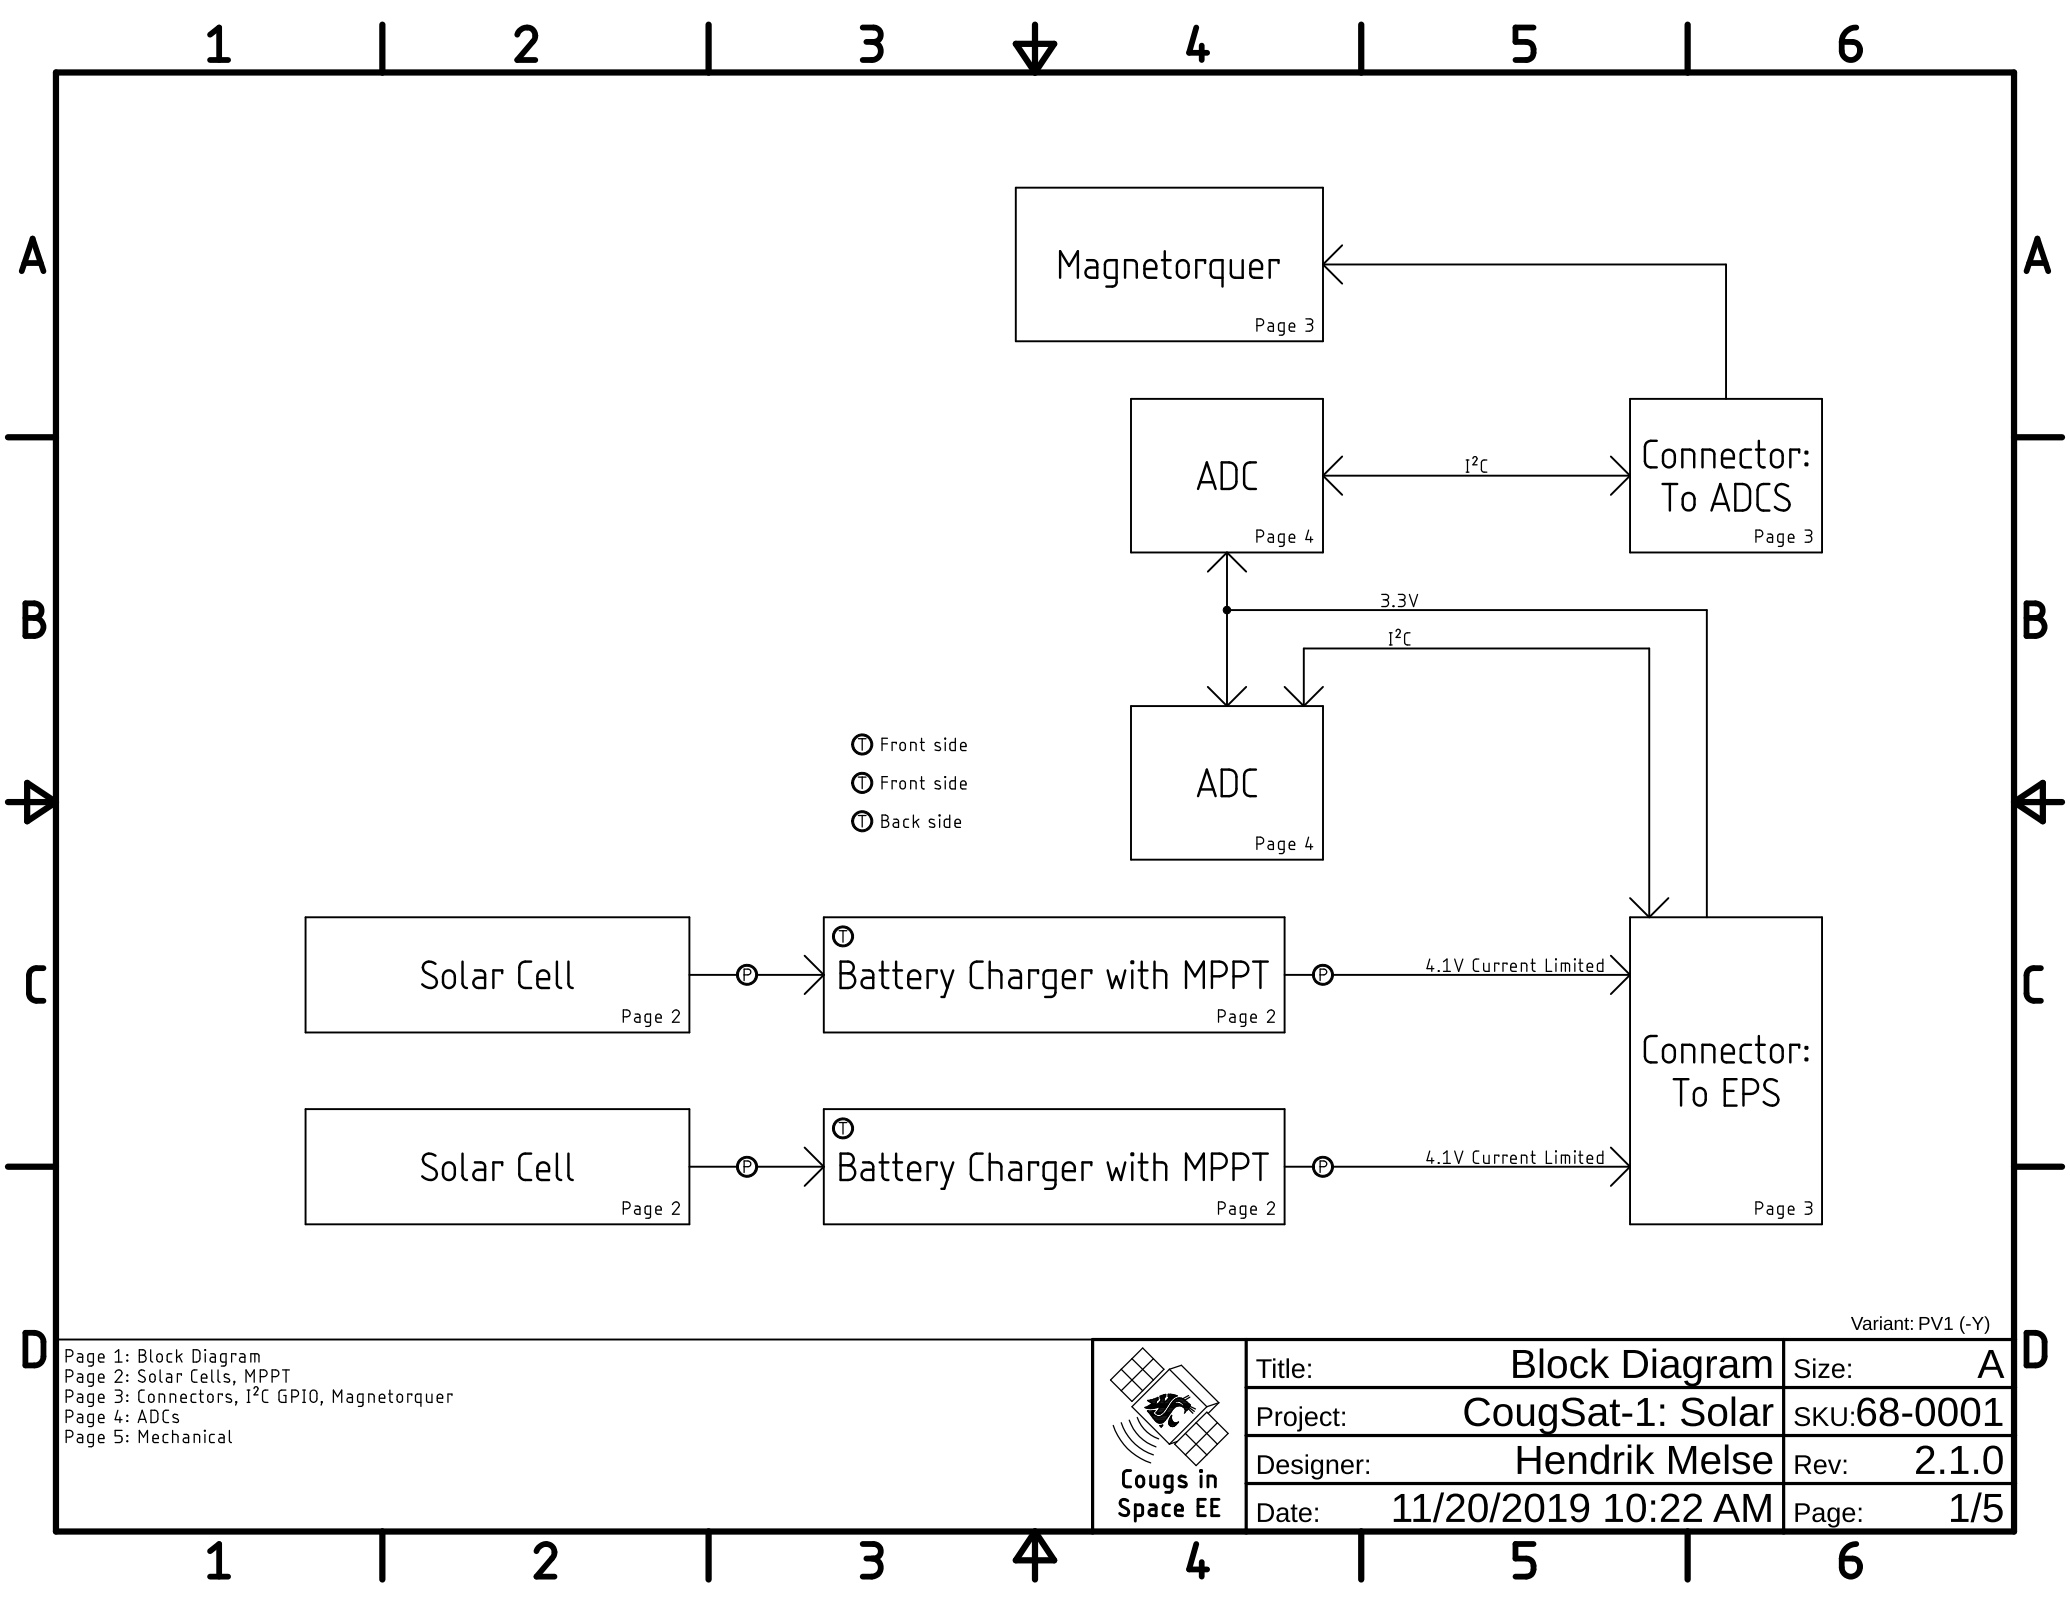 1 2 3 4 5 6
A
A
Magnetorquer
Page 3
ADC
Page 4
I²C
Connector:
To ADCS
Page 3
B
B
3.3V
I²C
ADC
Page 4
T Front side
T Front side
T Back side
C
C
Solar Cell
Page 2
P
T
Battery Charger with MPPT
Page 2
P
4.1V Current Limited
Connector:
To EPS
Page 3
Solar Cell
Page 2
P
T
Battery Charger with MPPT
Page 2
P
4.1V Current Limited
Variant: PV1 (-Y)
D
D
Page 1: Block Diagram
Page 2: Solar Cells, MPPT
Page 3: Connectors, I²C GPIO, Magnetorquer
Page 4: ADCs
Page 5: Mechanical
Cougs in
Space EE
Title: Block Diagram
Size: A
Project: CougSat-1: Solar
SKU:68-0001
Designer: Hendrik Melse
Rev: 2.1.0
Date: 11/20/2019 10:22 AM
Page: 1/5
1 2 3 4 5 6